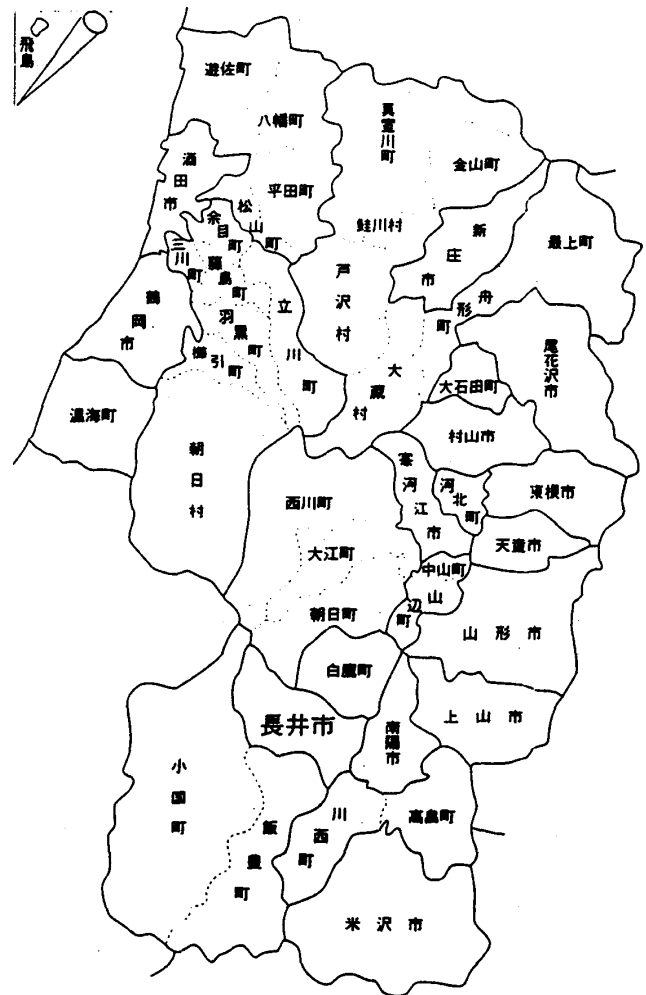 飛島
遊佐町
八幡町
真室川町
金山町
酒田市
平田町
松山町
余目町
鮭川村
新庄市
最上町
三川町
藤島町
戸沢村
舟形町
鶴岡市
立川町
羽黒町
櫛引町
大蔵村
大石田町
尾花沢市
温海町
村山市
朝日村
寒河江市
河北町
東根市
西川町
天童市
大江町
中山町
山辺町
朝日町
山形市
白鷹町
長井市
南陽市
上山市
小国町
川西町
高畠町
飯豊町
米沢市